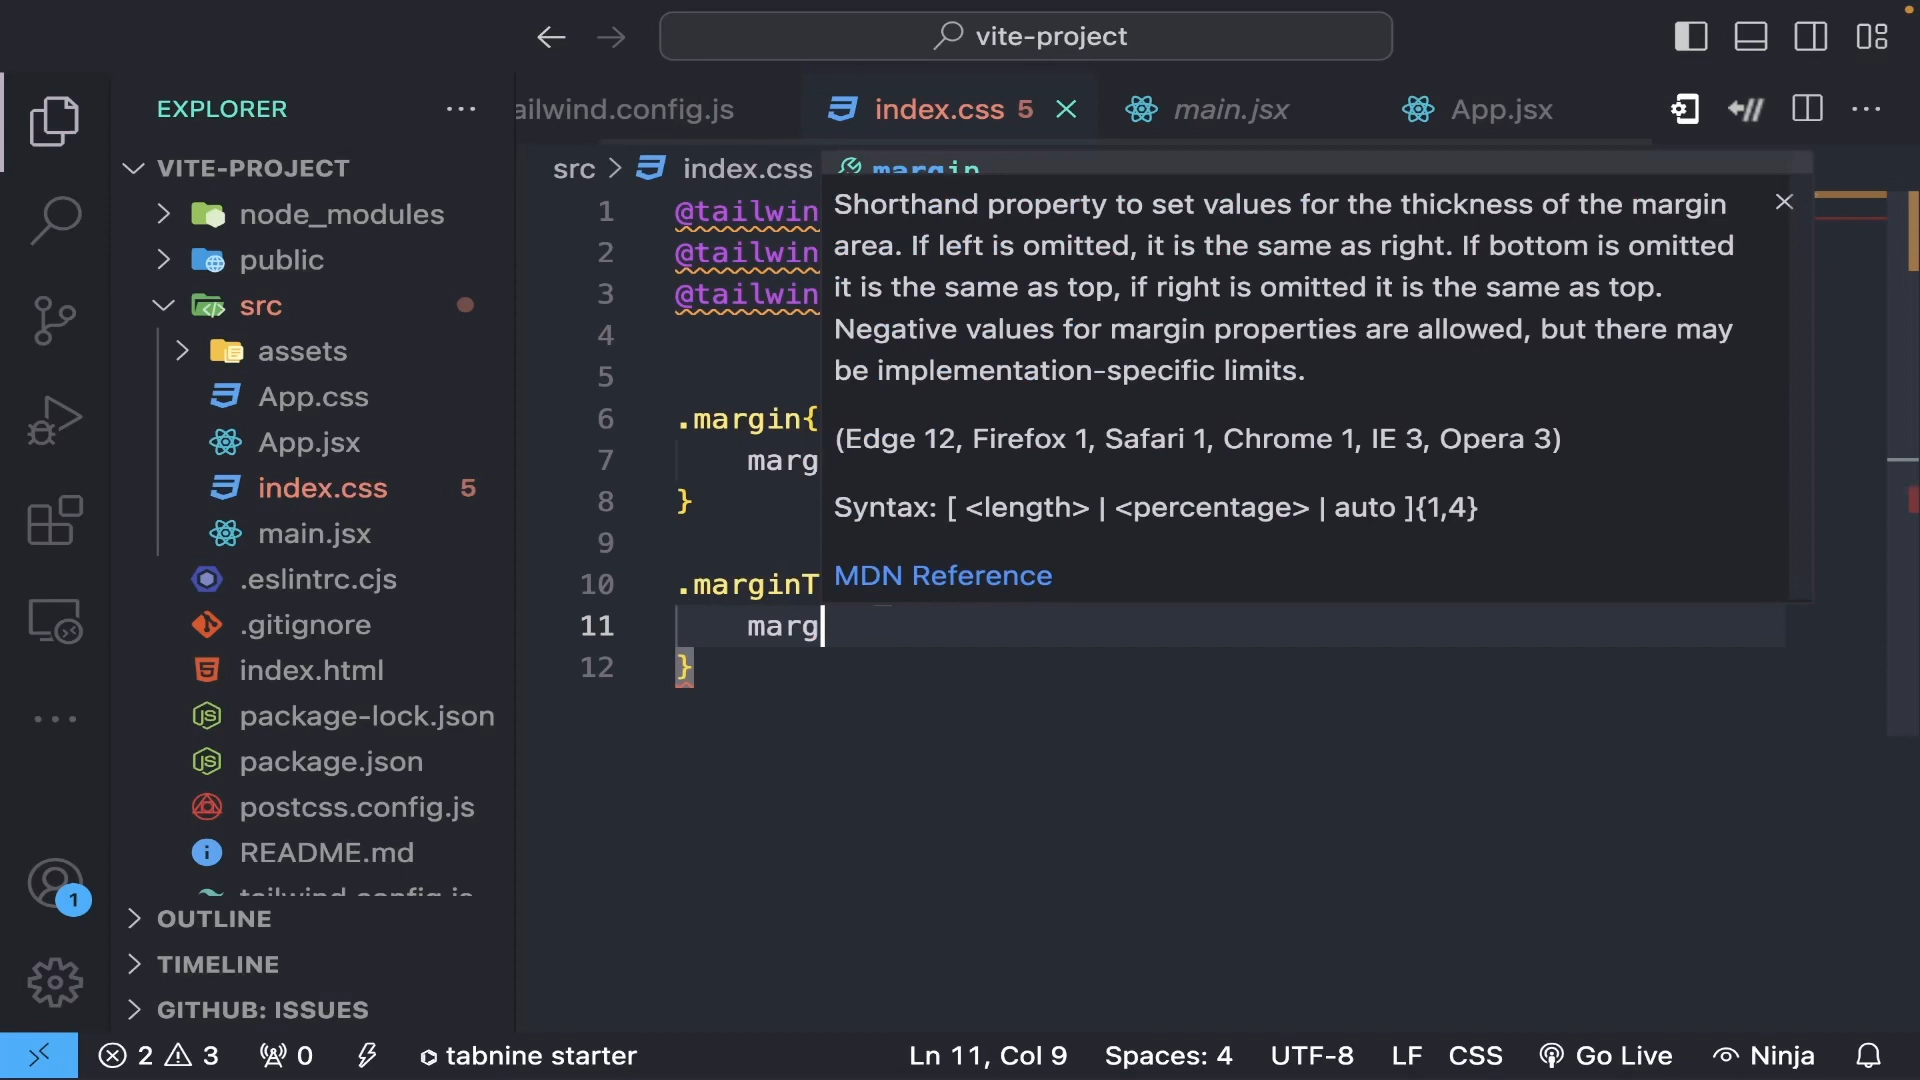 vite-project
EXPLORER
ailwind.config.js
index.css 5
main.jsx
App.jsx
VITE-PROJECT
node_modules
public
src
assets
App.css
App.jsx
index.css 5
main.jsx
.eslintrc.cjs
.gitignore
index.html
package-lock.json
package.json
postcss.config.js
README.md
tailwind.config.js
OUTLINE
TIMELINE
GITHUB: ISSUES
1
src > index.css
margin
1 @tailwin
2 @tailwin
3 @tailwin
4
5
6 .margin{
7 marg
8 }
9
10 .marginT
11 marg
12 }
Shorthand property to set values for the thickness of the margin
area. If left is omitted, it is the same as right. If bottom is omitted
it is the same as top, if right is omitted it is the same as top.
Negative values for margin properties are allowed, but there may
be implementation-specific limits.
(Edge 12, Firefox 1, Safari 1, Chrome 1, IE 3, Opera 3)
Syntax: [ <length> | <percentage> | auto ]{1,4}
MDN Reference
2 3 0 tabnine starter Ln 11, Col 9 Spaces: 4 UTF-8 LF CSS Go Live Ninja